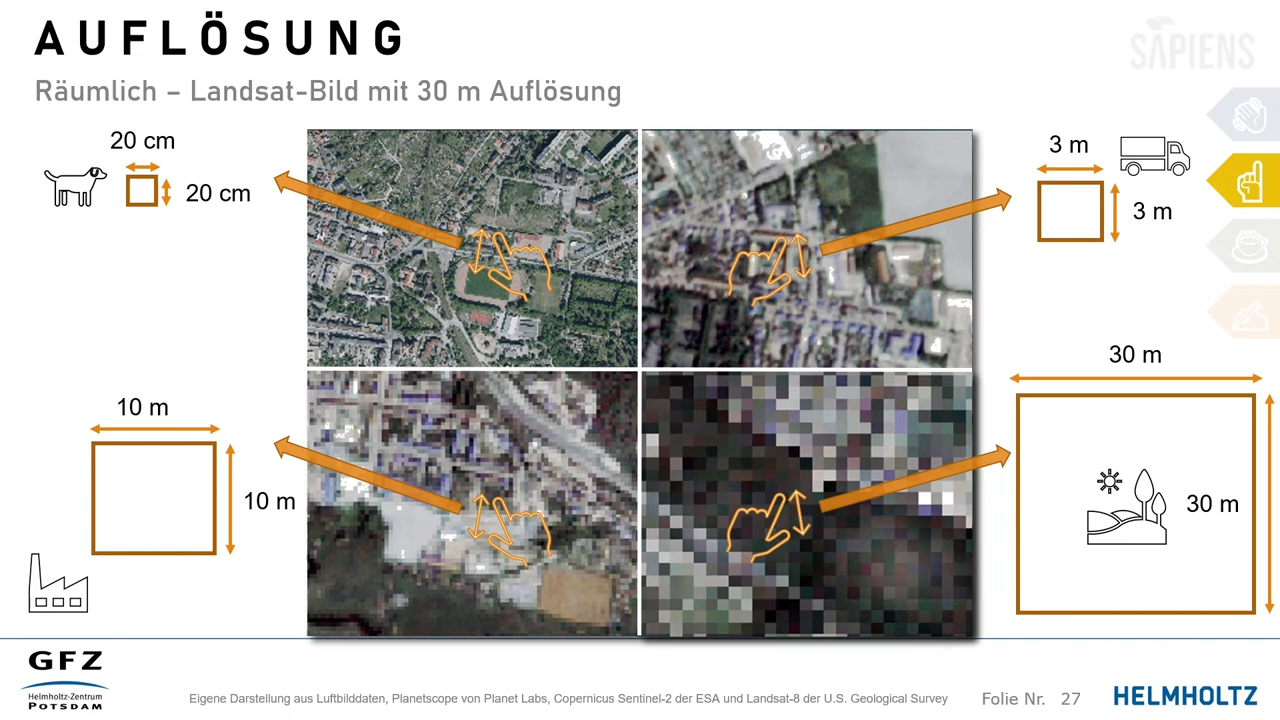 AUFLÖSUNG
SAPIENS
Räumlich – Landsat-Bild mit 30 m Auflösung
20 cm
20 cm
3 m
3 m
10 m
10 m
30 m
30 m
GFZ
Helmholtz-Zentrum
POTSDAM
Eigene Darstellung aus Luftbilddaten, Planetscope von Planet Labs, Copernicus Sentinel-2 der ESA und Landsat-8 der U.S. Geological Survey
Folie Nr. 27
HELMHOLTZ